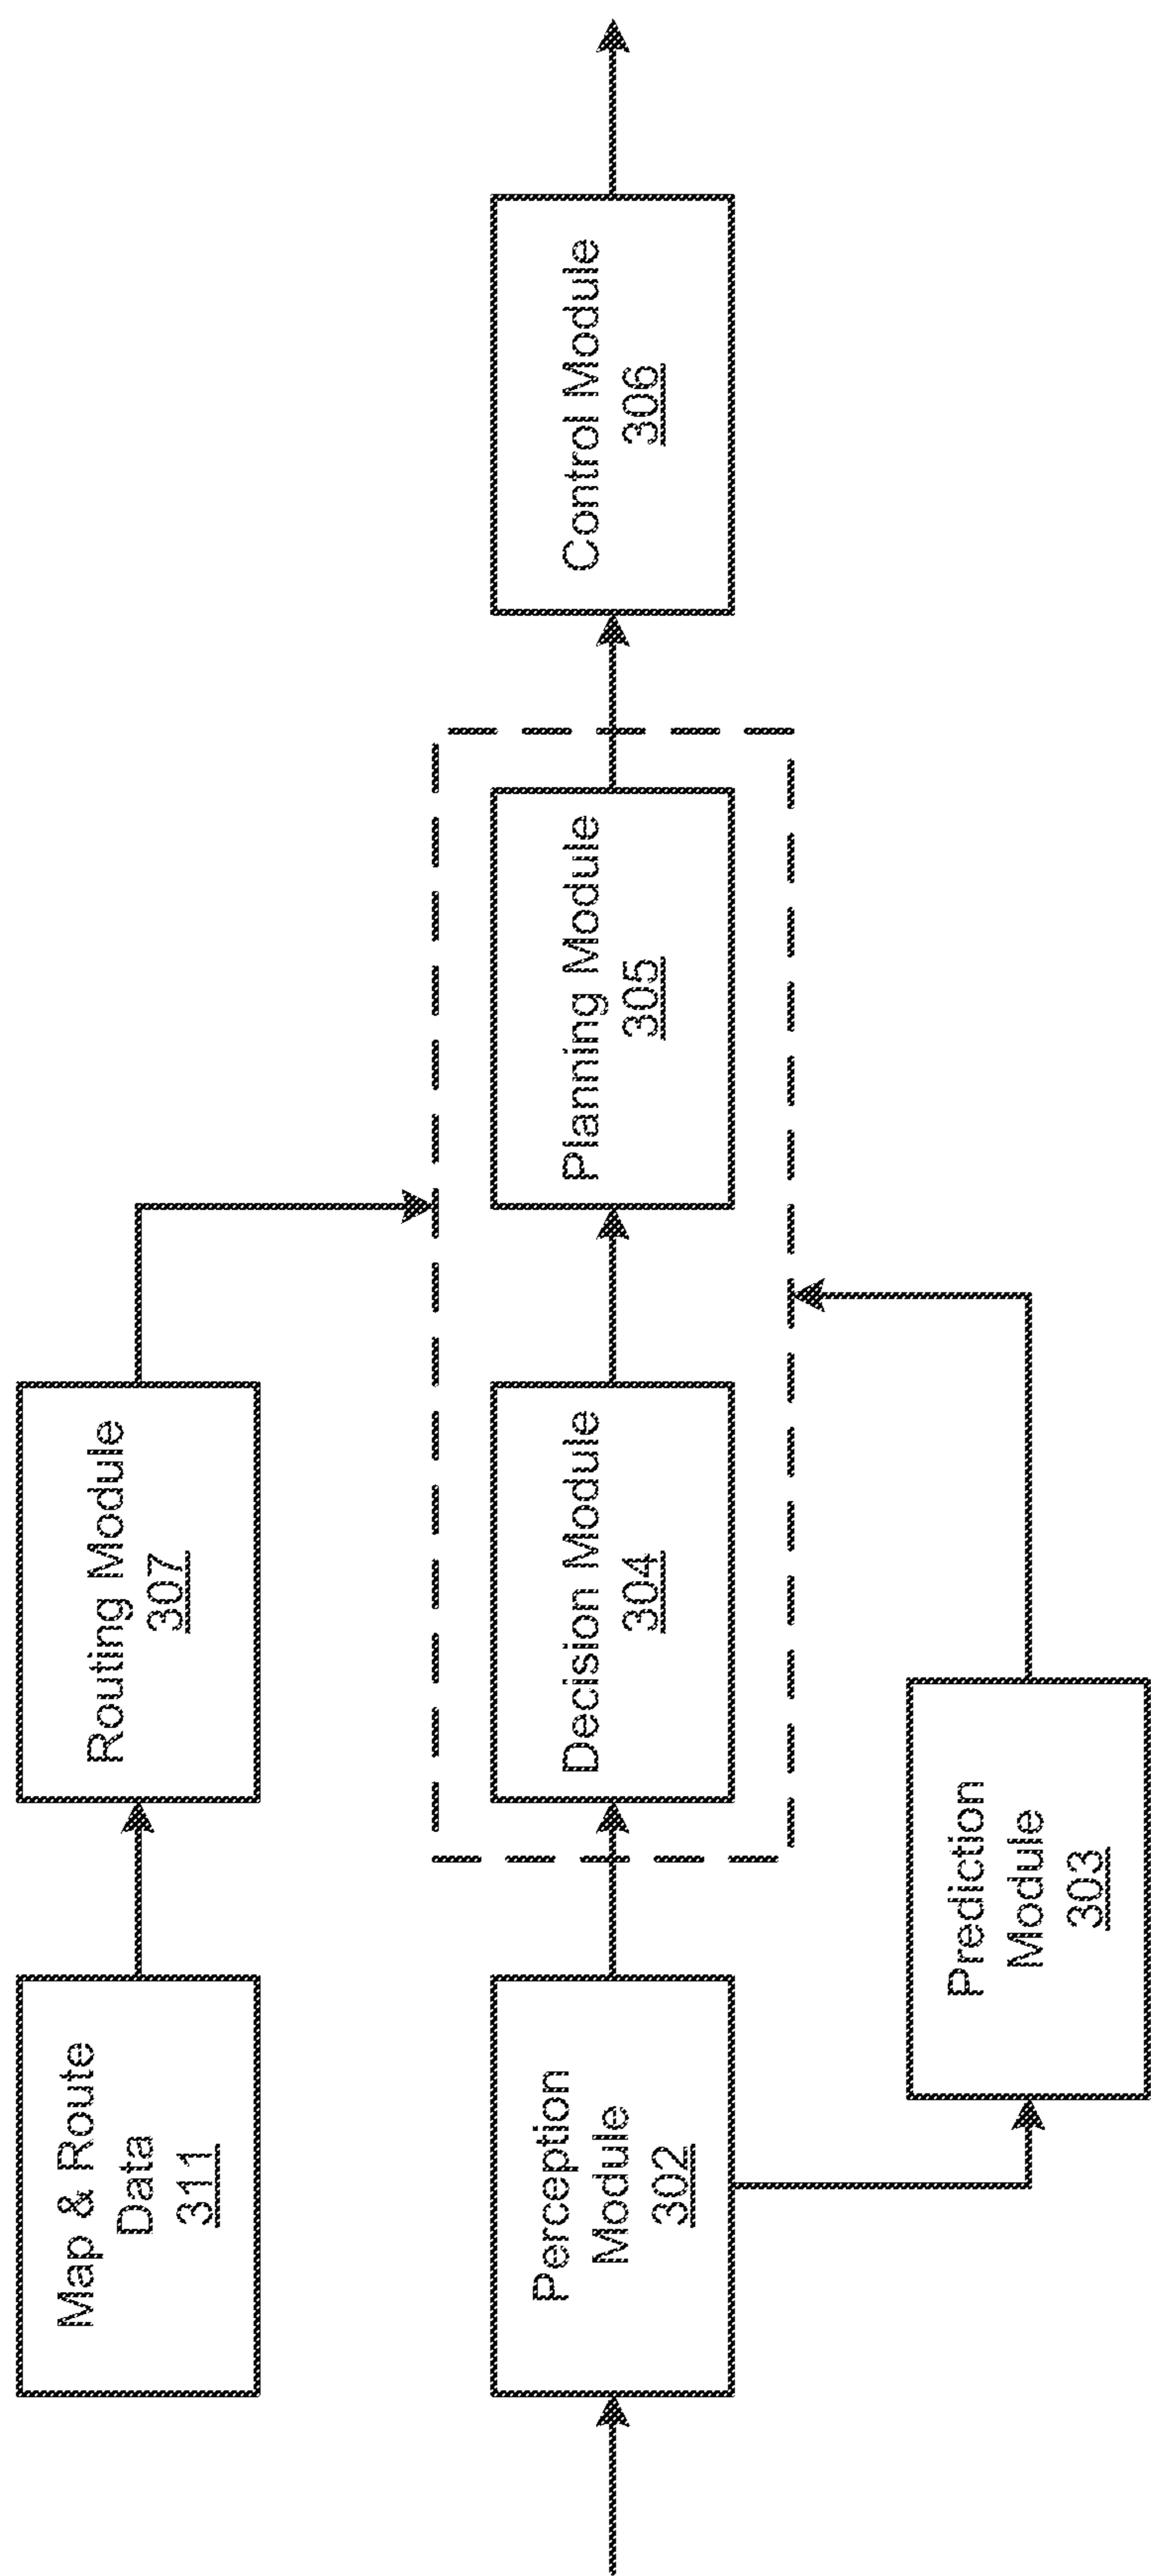 Map & Route
Data
311
Routing Module
307
Perception
Module
302
Decision Module
304
Planning Module
305
Control Module
306
Prediction
Module
303